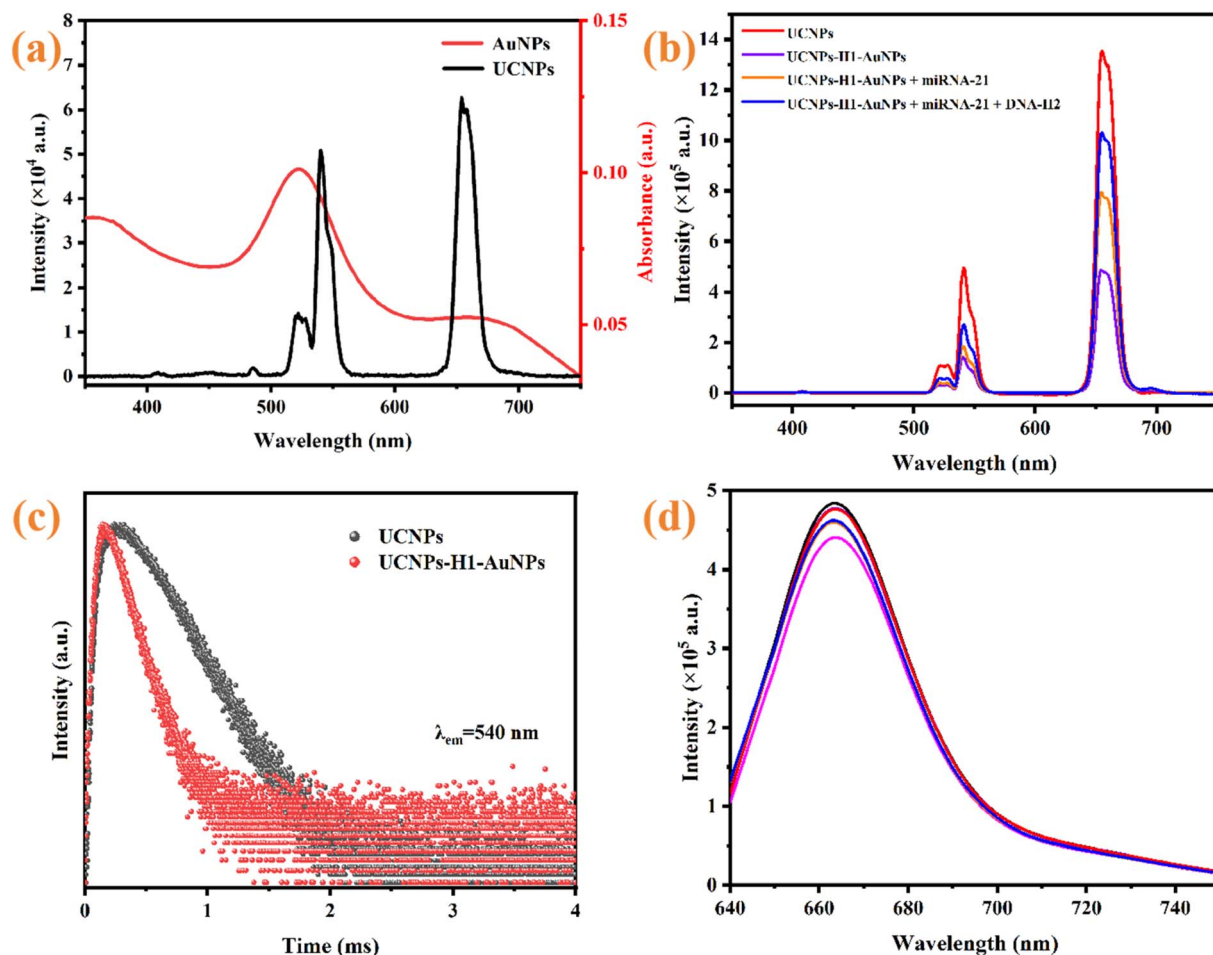 (a)
AuNPs
UCNPs
Intensity (×10⁴ a.u.)
8
7
6
5
4
3
2
1
0
0.15
0.10
0.05
Absorbance (a.u.)
400 500 600 700
Wavelength (nm)
(b)
UCNPs
UCNPs-H1-AuNPs
UCNPs-H1-AuNPs + miRNA-21
UCNPs-H1-AuNPs + miRNA-21 + DNA-H2
Intensity (×10⁵ a.u.)
14
12
10
8
6
4
2
0
400 500 600 700
Wavelength (nm)
(c)
UCNPs
UCNPs-H1-AuNPs
λem=540 nm
Intensity (a.u.)
0 1 2 3 4
Time (ms)
(d)
Intensity (×10⁵ a.u.)
5
4
3
2
1
0
640 660 680 700 720 740
Wavelength (nm)